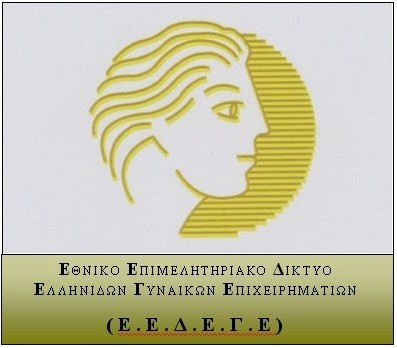 ΕΘΝΙΚΟ ΕΠΙΜΕΛΗΤΗΡΙΑΚΟ ΔΙΚΤΥΟ
ΕΛΛΗΝΙΔΩΝ ΓΥΝΑΙΚΩΝ ΕΠΙΧΕΙΡΗΜΑΤΙΩΝ
(Ε.Ε.Δ.Ε.Γ.Ε)